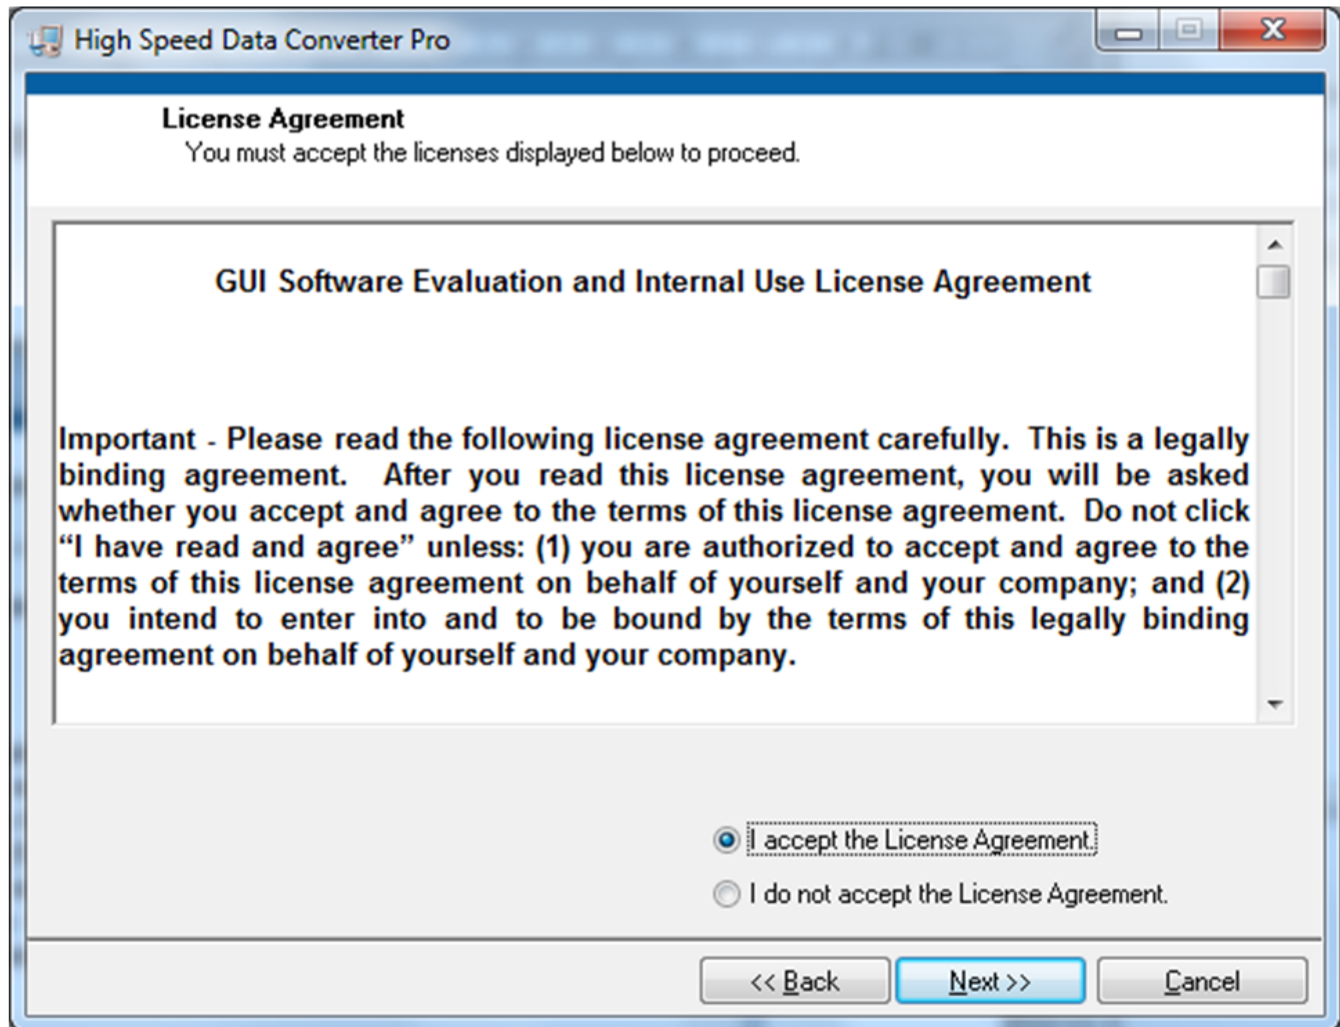 High Speed Data Converter Pro
License Agreement
You must accept the licenses displayed below to proceed.
GUI Software Evaluation and Internal Use License Agreement
Important - Please read the following license agreement carefully. This is a legally
binding agreement. After you read this license agreement, you will be asked
whether you accept and agree to the terms of this license agreement. Do not click
“I have read and agree” unless: (1) you are authorized to accept and agree to the
terms of this license agreement on behalf of yourself and your company; and (2)
you intend to enter into and to be bound by the terms of this legally binding
agreement on behalf of yourself and your company.
I accept the License Agreement.
I do not accept the License Agreement.
<< Back Next >> Cancel